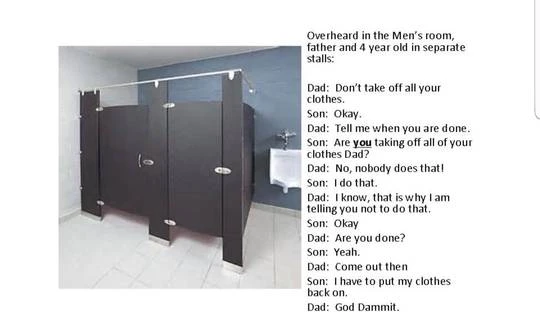 Overheard in the Men's room,
father and 4 year old in separate
stalls:
Dad: Don't take off all your
clothes.
Son: Okay.
Dad: Tell me when you are done.
Son: Are you taking off all of your
clothes Dad?
Dad: No, nobody does that!
Son: I do that.
Dad: I know, that is why I am
telling you not to do that.
Son: Okay
Dad: Are you done?
Son: Yeah.
Dad: Come out then
Son: I have to put my clothes
back on.
Dad: God Dammit.